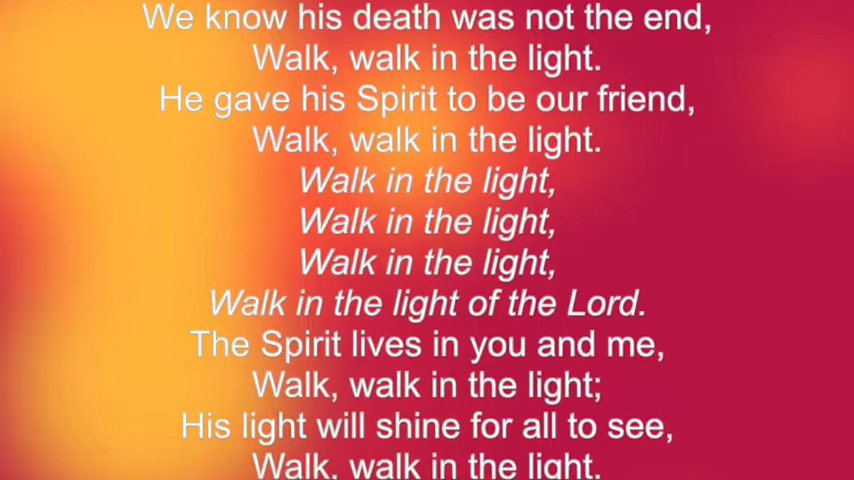 We know his death was not the end,
Walk, walk in the light.
He gave his Spirit to be our friend,
Walk, walk in the light.
Walk in the light,
Walk in the light,
Walk in the light,
Walk in the light of the Lord.
The Spirit lives in you and me,
Walk, walk in the light;
His light will shine for all to see,
Walk, walk in the light.